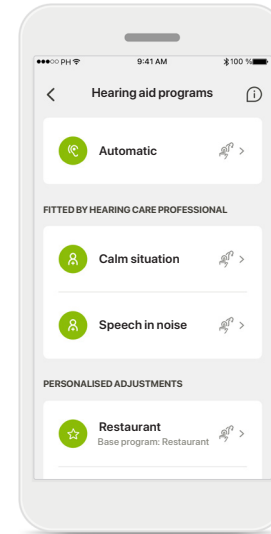 PH 9:41 AM 100 %
Hearing aid programs
Automatic
FITTED BY HEARING CARE PROFESSIONAL
Calm situation
Speech in noise
PERSONALISED ADJUSTMENTS
Restaurant
Base program: Restaurant